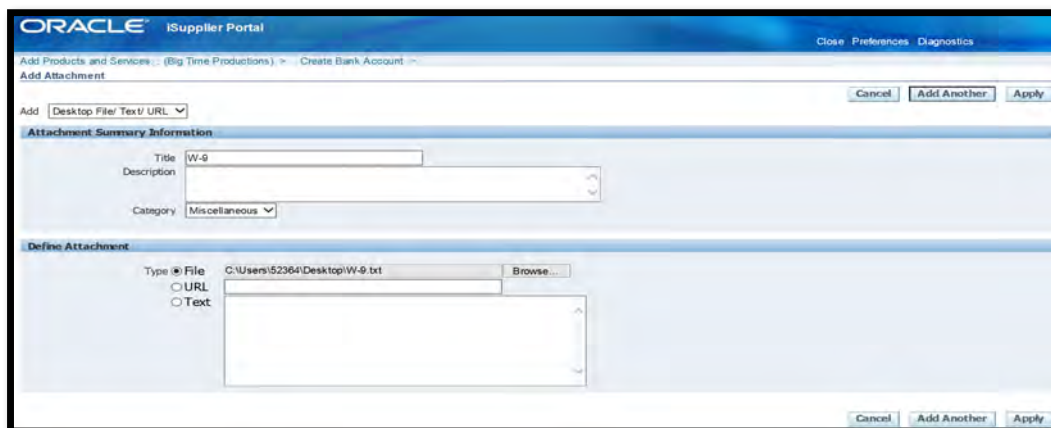 ORACLE iSupplier Portal
Close Preferences Diagnostics
Add Products and Services : (Big Time Productions) > Create Bank Account >
Add Attachment
Cancel Add Another Apply
Add Desktop File/ Text/ URL
Attachment Summary Information
Title W-9
Description
Category Miscellaneous
Define Attachment
Type File C:\Users\52364\Desktop\W-9.txt Browse...
URL
Text
Cancel Add Another Apply